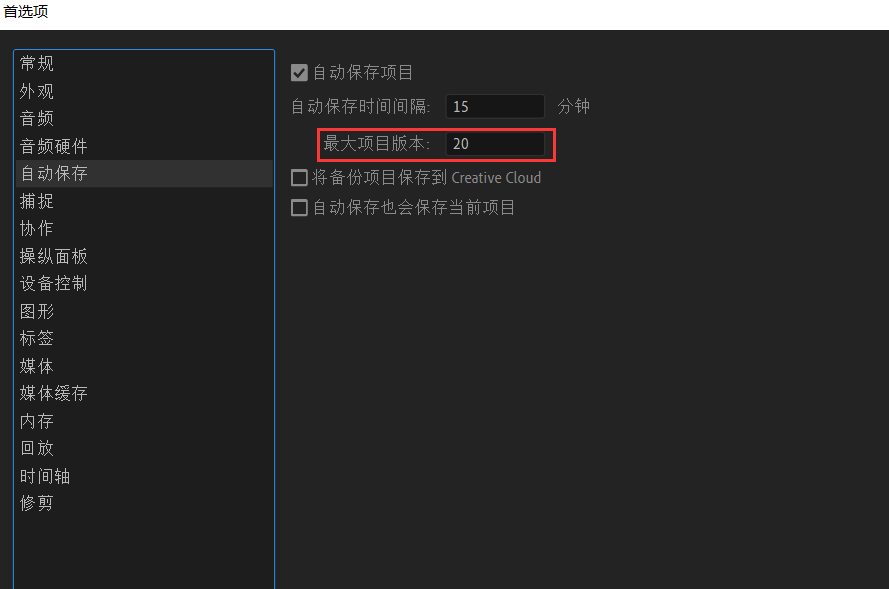 首选项
常规
外观
音频
音频硬件
自动保存
捕捉
协作
操纵面板
设备控制
图形
标签
媒体
媒体缓存
内存
回放
时间轴
修剪
自动保存项目
自动保存时间间隔: 15 分钟
最大项目版本: 20
将备份项目保存到 Creative Cloud
自动保存也会保存当前项目